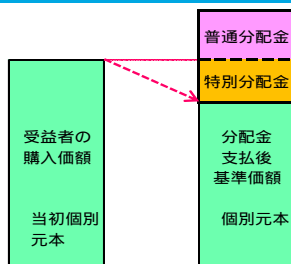 普通分配金
特別分配金
受益者の
購入価額
当初個別
元本
分配金
支払後
基準価額
個別元本